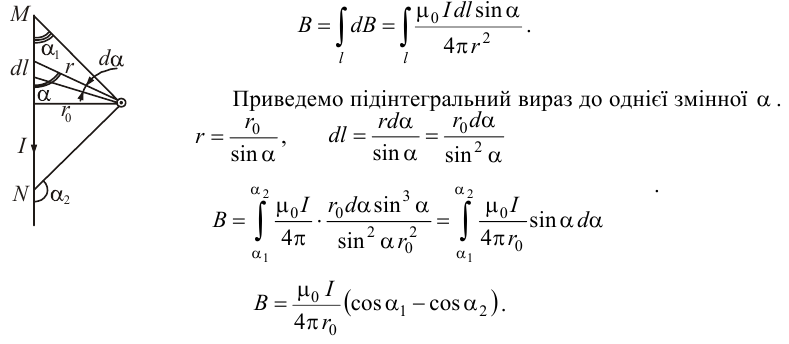 M
α₁
dα
dl
r
α
r₀
I
N
α₂
B = ∫_l dB = ∫_l (μ₀ I dl sin α)/(4π r²) .
Приведемо підінтегральний вираз до однієї змінної α .
r = r₀/(sin α), dl = (r dα)/(sin α) = (r₀ dα)/(sin² α)
B = ∫_{α₁}^{α₂} (μ₀ I)/(4π) · (r₀ dα sin³ α)/(sin² α r₀²) = ∫_{α₁}^{α₂} (μ₀ I)/(4π r₀) sin α dα .
B = (μ₀ I)/(4π r₀) (cos α₁ − cos α₂) .